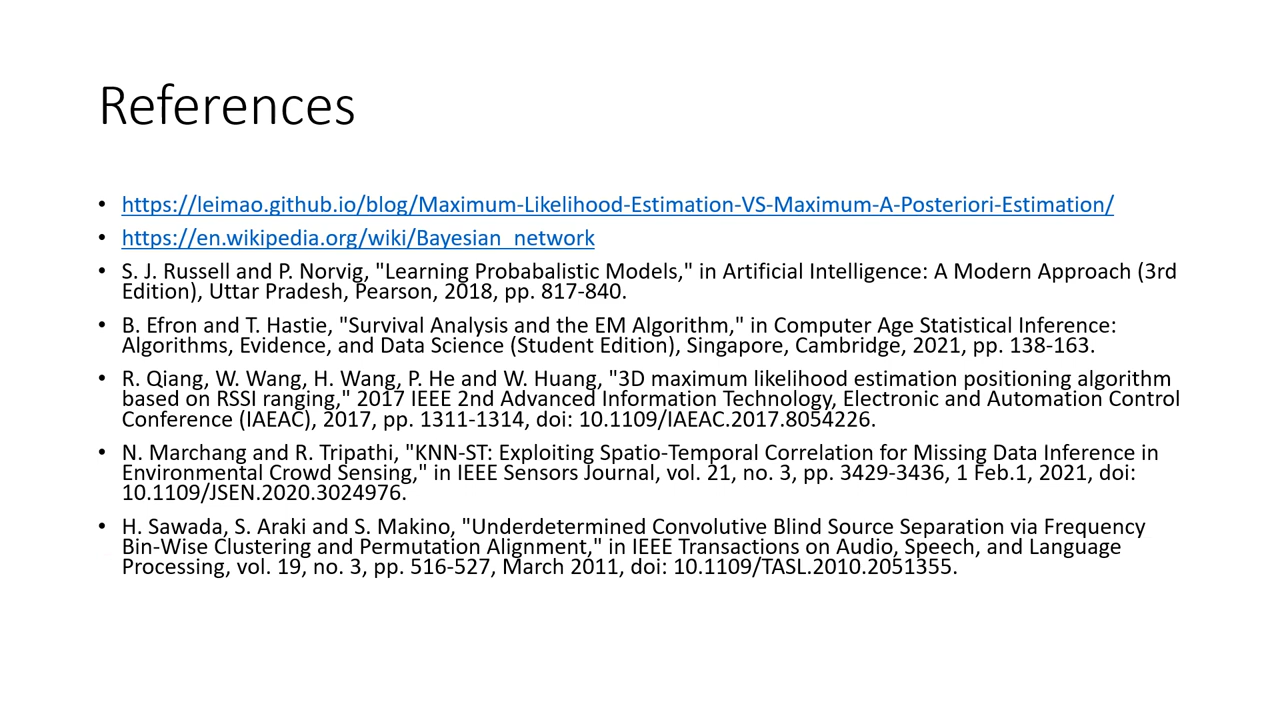 References
• https://leimao.github.io/blog/Maximum-Likelihood-Estimation-VS-Maximum-A-Posteriori-Estimation/
• https://en.wikipedia.org/wiki/Bayesian_network
• S. J. Russell and P. Norvig, "Learning Probabalistic Models," in Artificial Intelligence: A Modern Approach (3rd
Edition), Uttar Pradesh, Pearson, 2018, pp. 817-840.
• B. Efron and T. Hastie, "Survival Analysis and the EM Algorithm," in Computer Age Statistical Inference:
Algorithms, Evidence, and Data Science (Student Edition), Singapore, Cambridge, 2021, pp. 138-163.
• R. Qiang, W. Wang, H. Wang, P. He and W. Huang, "3D maximum likelihood estimation positioning algorithm
based on RSSI ranging," 2017 IEEE 2nd Advanced Information Technology, Electronic and Automation Control
Conference (IAEAC), 2017, pp. 1311-1314, doi: 10.1109/IAEAC.2017.8054226.
• N. Marchang and R. Tripathi, "KNN-ST: Exploiting Spatio-Temporal Correlation for Missing Data Inference in
Environmental Crowd Sensing," in IEEE Sensors Journal, vol. 21, no. 3, pp. 3429-3436, 1 Feb.1, 2021, doi:
10.1109/JSEN.2020.3024976.
• H. Sawada, S. Araki and S. Makino, "Underdetermined Convolutive Blind Source Separation via Frequency
Bin-Wise Clustering and Permutation Alignment," in IEEE Transactions on Audio, Speech, and Language
Processing, vol. 19, no. 3, pp. 516-527, March 2011, doi: 10.1109/TASL.2010.2051355.